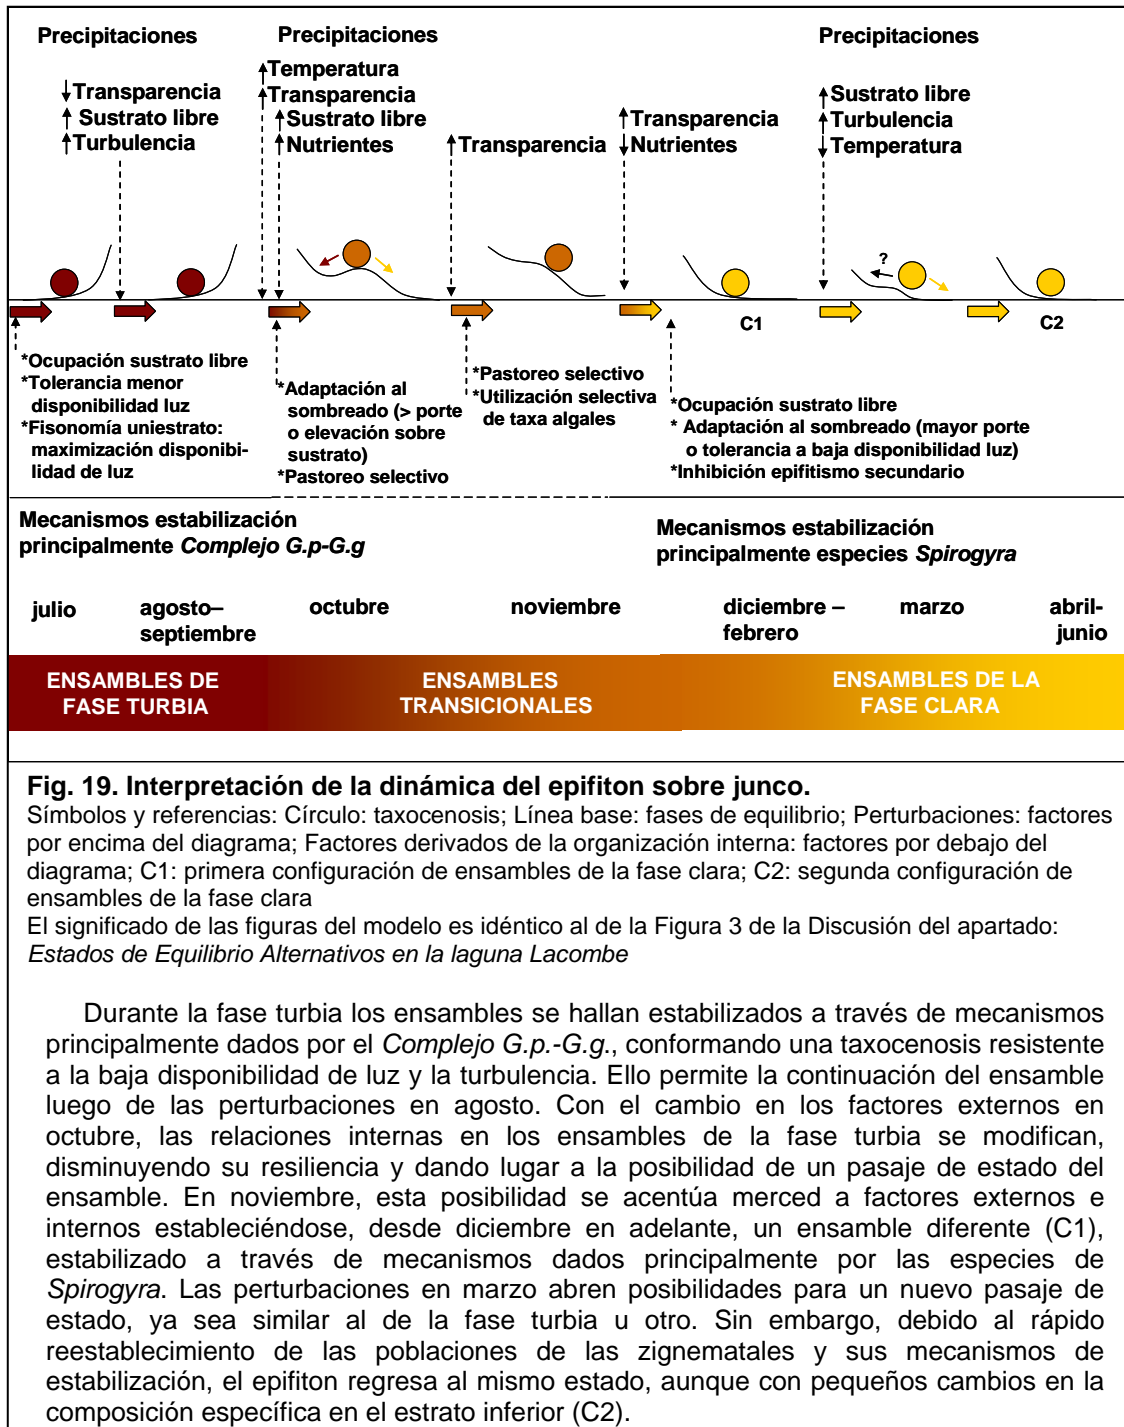 Precipitaciones
Precipitaciones
Precipitaciones
↓Transparencia
↑ Sustrato libre
↑Turbulencia
↑Temperatura
↑Transparencia
↑Sustrato libre
↑Nutrientes
↑Transparencia
↑Transparencia
↓Nutrientes
↑Sustrato libre
↑Turbulencia
↓Temperatura
?
C1
C2
*Ocupación sustrato libre
*Tolerancia menor
disponibilidad luz
*Fisonomía uniestrato:
maximización disponibi-
lidad de luz
*Adaptación al
sombreado (> porte
o elevación sobre
sustrato)
*Pastoreo selectivo
*Pastoreo selectivo
*Utilización selectiva
de taxa algales
*Ocupación sustrato libre
* Adaptación al sombreado (mayor porte
o tolerancia a baja disponibilidad luz)
*Inhibición epifitismo secundario
Mecanismos estabilización
principalmente Complejo G.p-G.g
Mecanismos estabilización
principalmente especies Spirogyra
julio
agosto–
septiembre
octubre
noviembre
diciembre –
febrero
marzo
abril-
junio
ENSAMBLES DE
FASE TURBIA
ENSAMBLES
TRANSICIONALES
ENSAMBLES DE LA
FASE CLARA
Fig. 19. Interpretación de la dinámica del epifiton sobre junco.
Símbolos y referencias: Círculo: taxocenosis; Línea base: fases de equilibrio; Perturbaciones: factores
por encima del diagrama; Factores derivados de la organización interna: factores por debajo del
diagrama; C1: primera configuración de ensambles de la fase clara; C2: segunda configuración de
ensambles de la fase clara
El significado de las figuras del modelo es idéntico al de la Figura 3 de la Discusión del apartado:
Estados de Equilibrio Alternativos en la laguna Lacombe
Durante la fase turbia los ensambles se hallan estabilizados a través de mecanismos
principalmente dados por el Complejo G.p.-G.g., conformando una taxocenosis resistente
a la baja disponibilidad de luz y la turbulencia. Ello permite la continuación del ensamble
luego de las perturbaciones en agosto. Con el cambio en los factores externos en
octubre, las relaciones internas en los ensambles de la fase turbia se modifican,
disminuyendo su resiliencia y dando lugar a la posibilidad de un pasaje de estado del
ensamble. En noviembre, esta posibilidad se acentúa merced a factores externos e
internos estableciéndose, desde diciembre en adelante, un ensamble diferente (C1),
estabilizado a través de mecanismos dados principalmente por las especies de
Spirogyra. Las perturbaciones en marzo abren posibilidades para un nuevo pasaje de
estado, ya sea similar al de la fase turbia u otro. Sin embargo, debido al rápido
reestablecimiento de las poblaciones de las zignematales y sus mecanismos de
estabilización, el epifiton regresa al mismo estado, aunque con pequeños cambios en la
composición específica en el estrato inferior (C2).